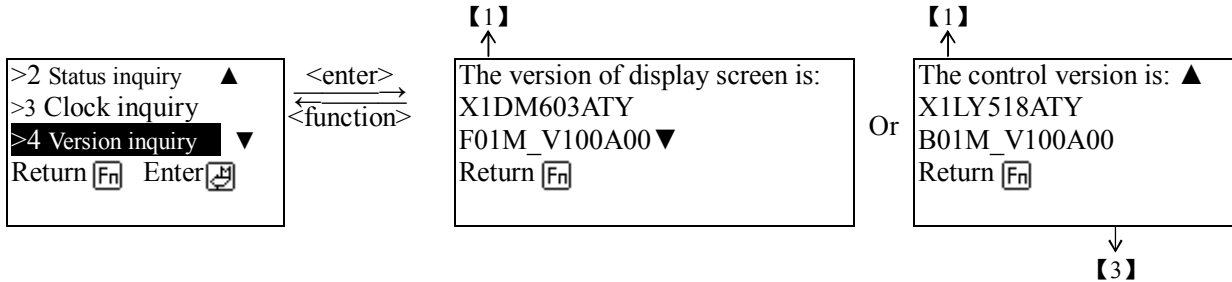 【1】
【1】
>2 Status inquiry ▲
>3 Clock inquiry
>4 Version inquiry ▼
Return Fn Enter
<enter>
<function>
The version of display screen is:
X1DM603ATY
F01M_V100A00▼
Return Fn
Or
The control version is: ▲
X1LY518ATY
B01M_V100A00
Return Fn
【3】